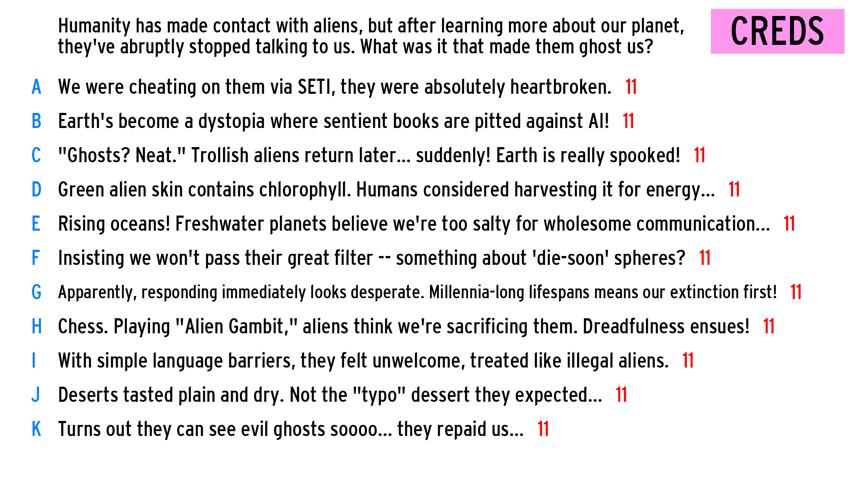 Humanity has made contact with aliens, but after learning more about our planet,
they've abruptly stopped talking to us. What was it that made them ghost us?
CREDS
A We were cheating on them via SETI, they were absolutely heartbroken. 11
B Earth's become a dystopia where sentient books are pitted against AI! 11
C "Ghosts? Neat." Trollish aliens return later... suddenly! Earth is really spooked! 11
D Green alien skin contains chlorophyll. Humans considered harvesting it for energy... 11
E Rising oceans! Freshwater planets believe we're too salty for wholesome communication... 11
F Insisting we won't pass their great filter -- something about 'die-soon' spheres? 11
G Apparently, responding immediately looks desperate. Millennia-long lifespans means our extinction first! 11
H Chess. Playing "Alien Gambit," aliens think we're sacrificing them. Dreadfulness ensues! 11
I With simple language barriers, they felt unwelcome, treated like illegal aliens. 11
J Deserts tasted plain and dry. Not the "typo" dessert they expected... 11
K Turns out they can see evil ghosts soooo... they repaid us... 11